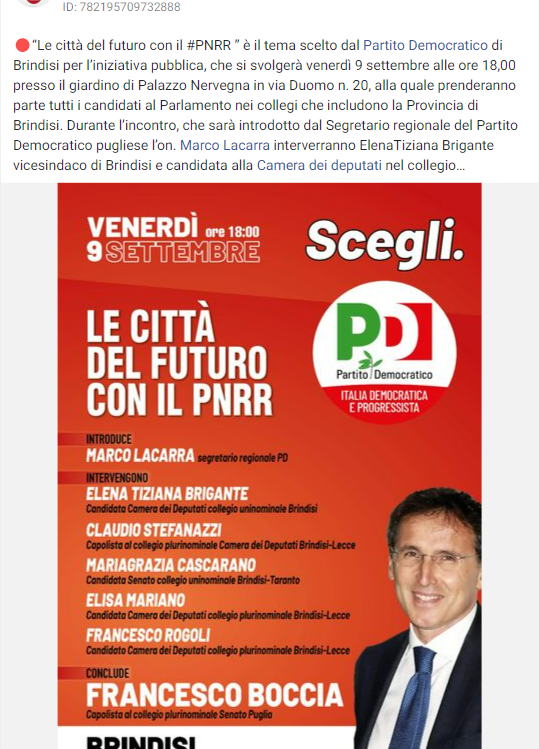 ID: 782195709732888
🔴“Le città del futuro con il #PNRR ” è il tema scelto dal Partito Democratico di
Brindisi per l’iniziativa pubblica, che si svolgerà venerdì 9 settembre alle ore 18,00
presso il giardino di Palazzo Nervegna in via Duomo n. 20, alla quale prenderanno
parte tutti i candidati al Parlamento nei collegi che includono la Provincia di
Brindisi. Durante l’incontro, che sarà introdotto dal Segretario regionale del Partito
Democratico pugliese l’on. Marco Lacarra interverranno ElenaTiziana Brigante
vicesindaco di Brindisi e candidata alla Camera dei deputati nel collegio...
VENERDÌ ore 18:00
9 SETTEMBRE
Scegli.
LE CITTÀ
DEL FUTURO
CON IL PNRR
PD
Partito Democratico
ITALIA DEMOCRATICA
E PROGRESSISTA
INTRODUCE
MARCO LACARRA segretario regionale PD
INTERVENGONO
ELENA TIZIANA BRIGANTE
Candidata Camera dei Deputati collegio uninominale Brindisi
CLAUDIO STEFANAZZI
Capolista al collegio plurinominale Camera dei Deputati Brindisi-Lecce
MARIAGRAZIA CASCARANO
Candidata Senato collegio uninominale Brindisi-Taranto
ELISA MARIANO
Candidata Camera dei Deputati collegio plurinominale Brindisi-Lecce
FRANCESCO ROGOLI
Candidato Camera dei Deputati collegio plurinominale Brindisi-Lecce
CONCLUDE
FRANCESCO BOCCIA
Capolista al collegio plurinominale Senato Puglia
BRINDISI